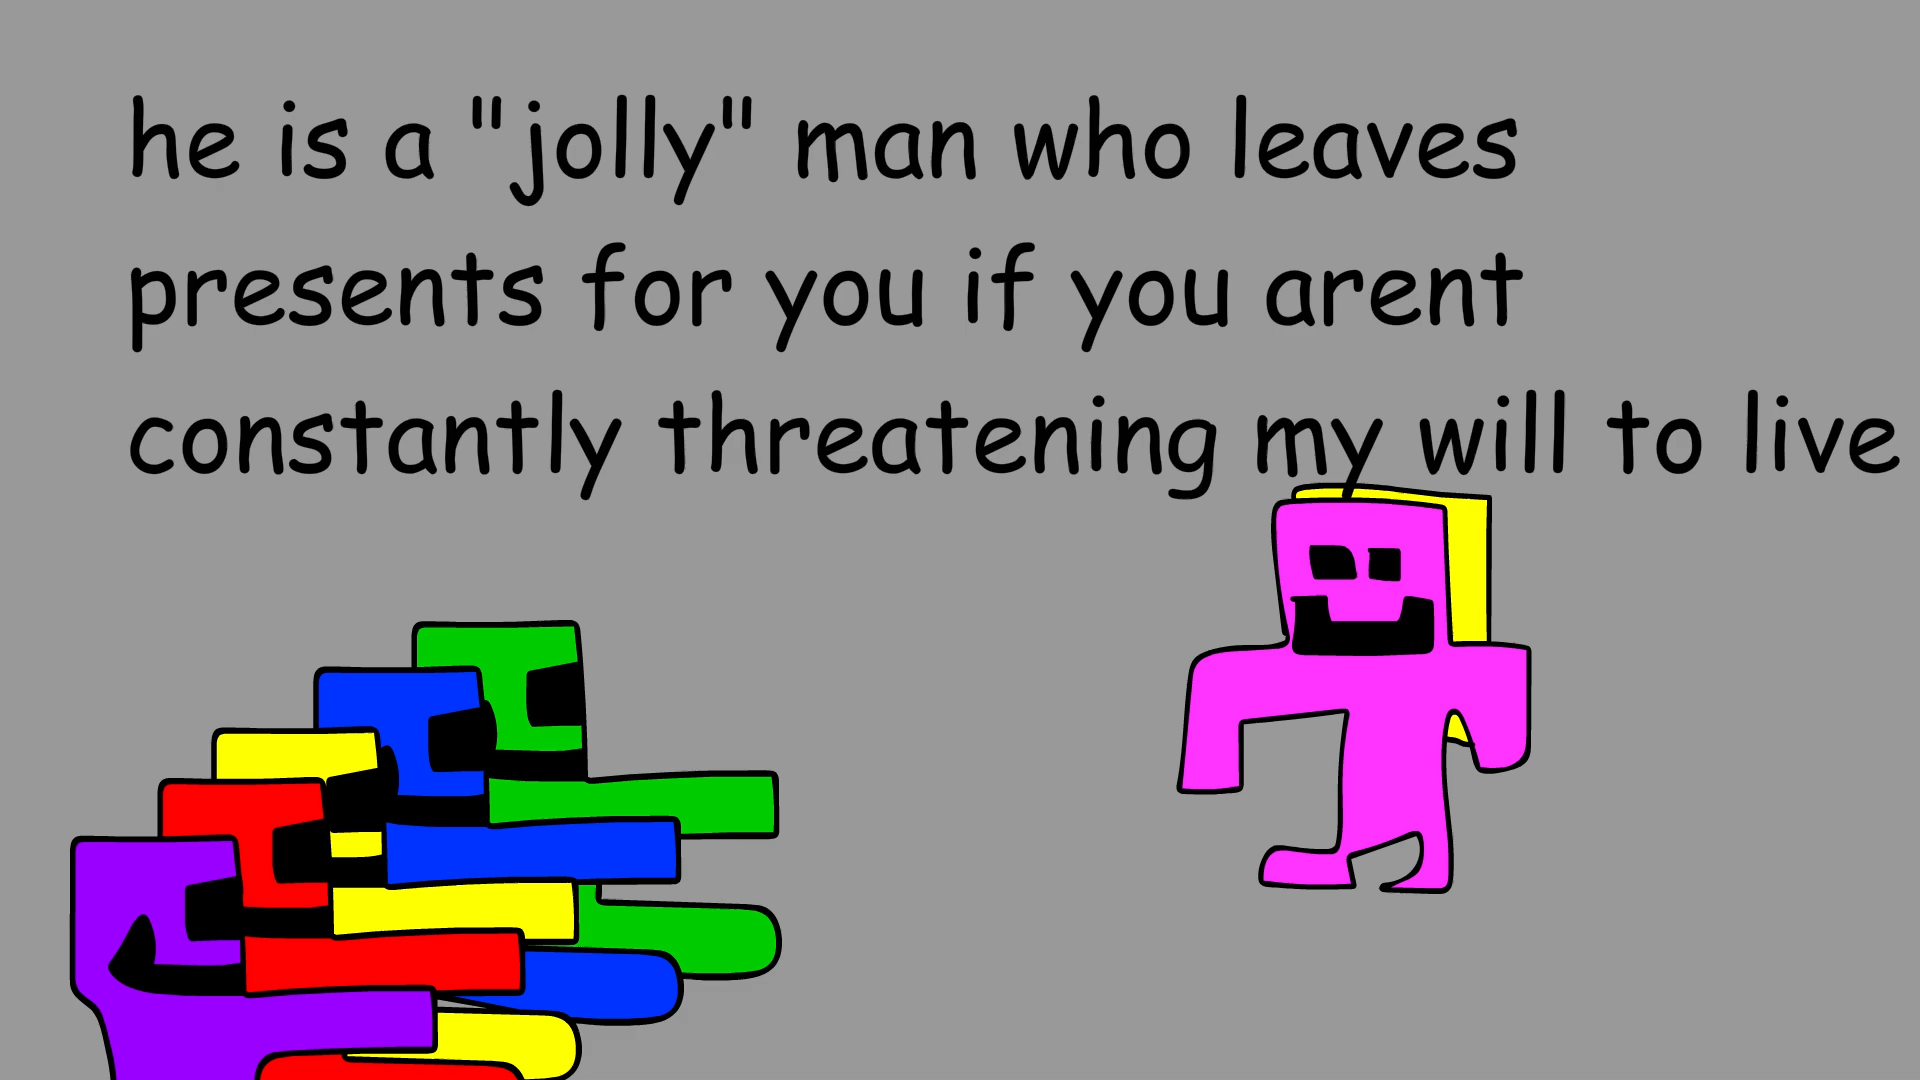 he is a "jolly" man who leaves
presents for you if you arent
constantly threatening my will to live